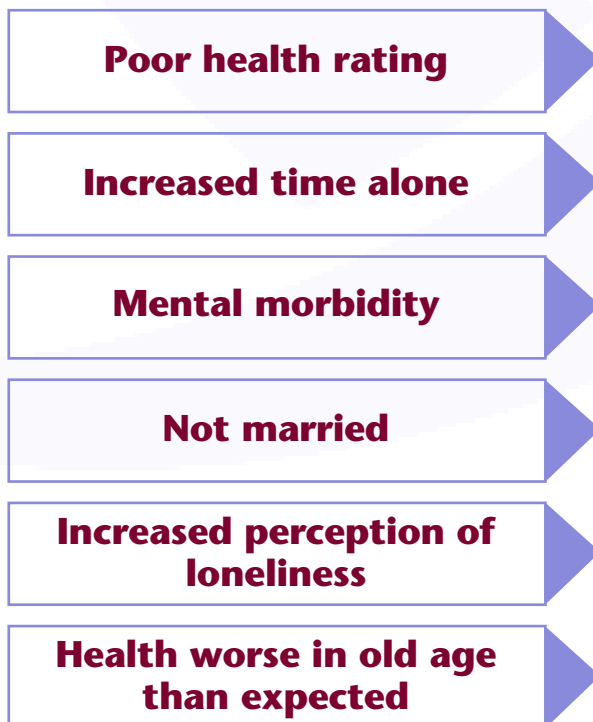 Poor health rating
Increased time alone
Mental morbidity
Not married
Increased perception of
loneliness
Health worse in old age
than expected